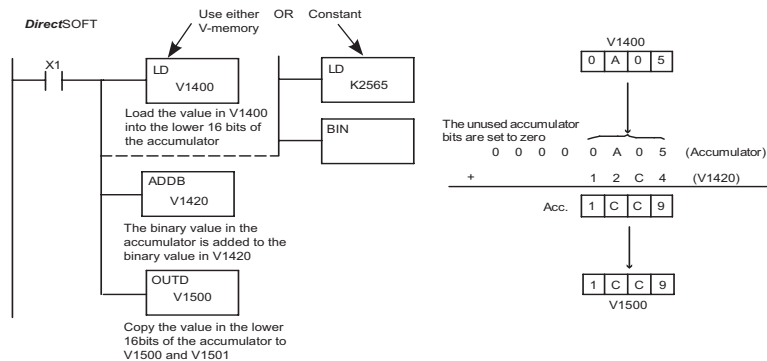 DirectSOFT
Use either V-memory OR Constant
X1
LD
V1400
Load the value in V1400
into the lower 16 bits of
the accumulator
LD
K2565
BIN
ADDB
V1420
The binary value in the
accumulator is added to the
binary value in V1420
OUTD
V1500
Copy the value in the lower
16bits of the accumulator to
V1500 and V1501
V1400
0 A 0 5
The unused accumulator
bits are set to zero
0 0 0 0 0 A 0 5 (Accumulator)
+ 1 2 C 4 (V1420)
Acc. 1 C C 9
1 C C 9
V1500